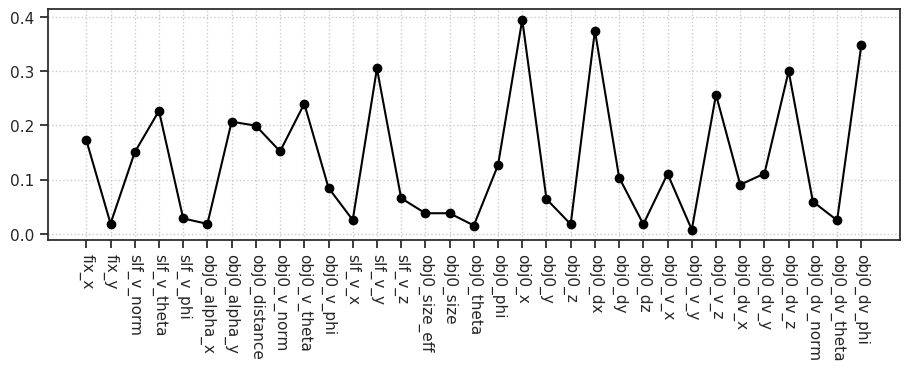 0.4
0.3
0.2
0.1
0.0
fix_x
fix_y
slf_v_norm
slf_v_theta
slf_v_phi
obj0_alpha_x
obj0_alpha_y
obj0_distance
obj0_v_norm
obj0_v_theta
obj0_v_phi
slf_v_x
slf_v_y
slf_v_z
obj0_size_eff
obj0_size
obj0_theta
obj0_phi
obj0_x
obj0_y
obj0_z
obj0_dx
obj0_dy
obj0_dz
obj0_v_x
obj0_v_y
obj0_v_z
obj0_dv_x
obj0_dv_y
obj0_dv_z
obj0_dv_norm
obj0_dv_theta
obj0_dv_phi